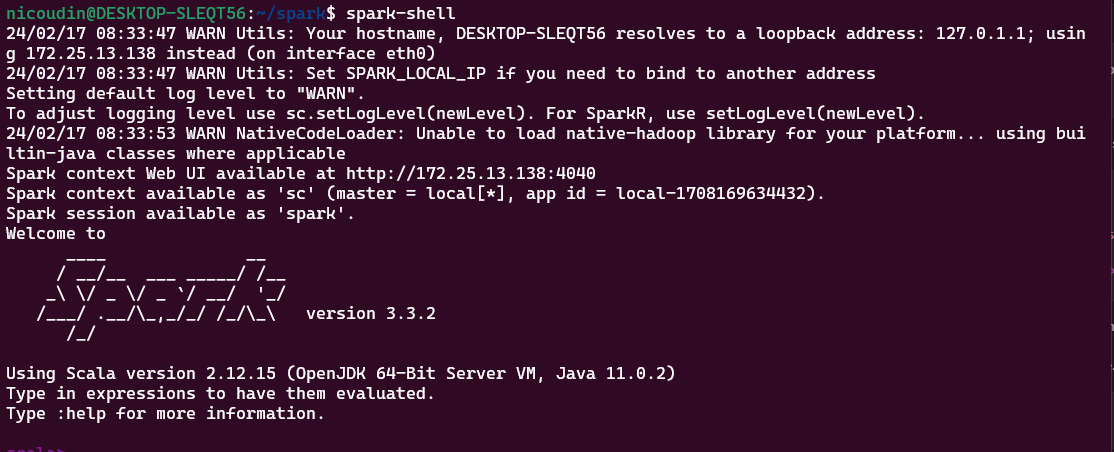 nicoudin@DESKTOP-SLEQT56:~/spark$ spark-shell
24/02/17 08:33:47 WARN Utils: Your hostname, DESKTOP-SLEQT56 resolves to a loopback address: 127.0.1.1; usin
g 172.25.13.138 instead (on interface eth0)
24/02/17 08:33:47 WARN Utils: Set SPARK_LOCAL_IP if you need to bind to another address
Setting default log level to "WARN".
To adjust logging level use sc.setLogLevel(newLevel). For SparkR, use setLogLevel(newLevel).
24/02/17 08:33:53 WARN NativeCodeLoader: Unable to load native-hadoop library for your platform... using bui
ltin-java classes where applicable
Spark context Web UI available at http://172.25.13.138:4040
Spark context available as 'sc' (master = local[*], app id = local-1708169634432).
Spark session available as 'spark'.
Welcome to
      ____              __
     / __/__  ___ _____/ /__
    _\ \/ _ \/ _ `/ __/  '_/
   /___/ .__/\_,_/_/ /_/\_\   version 3.3.2
      /_/
Using Scala version 2.12.15 (OpenJDK 64-Bit Server VM, Java 11.0.2)
Type in expressions to have them evaluated.
Type :help for more information.